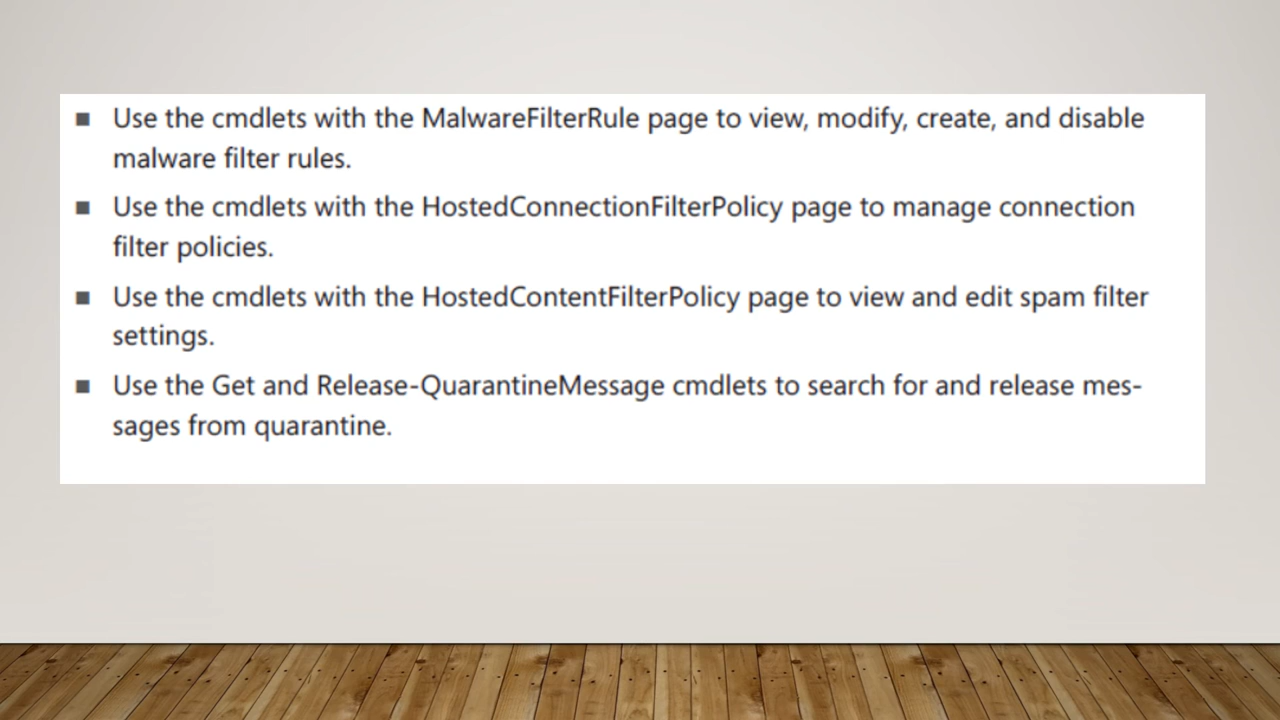 ■ Use the cmdlets with the MalwareFilterRule page to view, modify, create, and disable
malware filter rules.
■ Use the cmdlets with the HostedConnectionFilterPolicy page to manage connection
filter policies.
■ Use the cmdlets with the HostedContentFilterPolicy page to view and edit spam filter
settings.
■ Use the Get and Release-QuarantineMessage cmdlets to search for and release mes-
sages from quarantine.